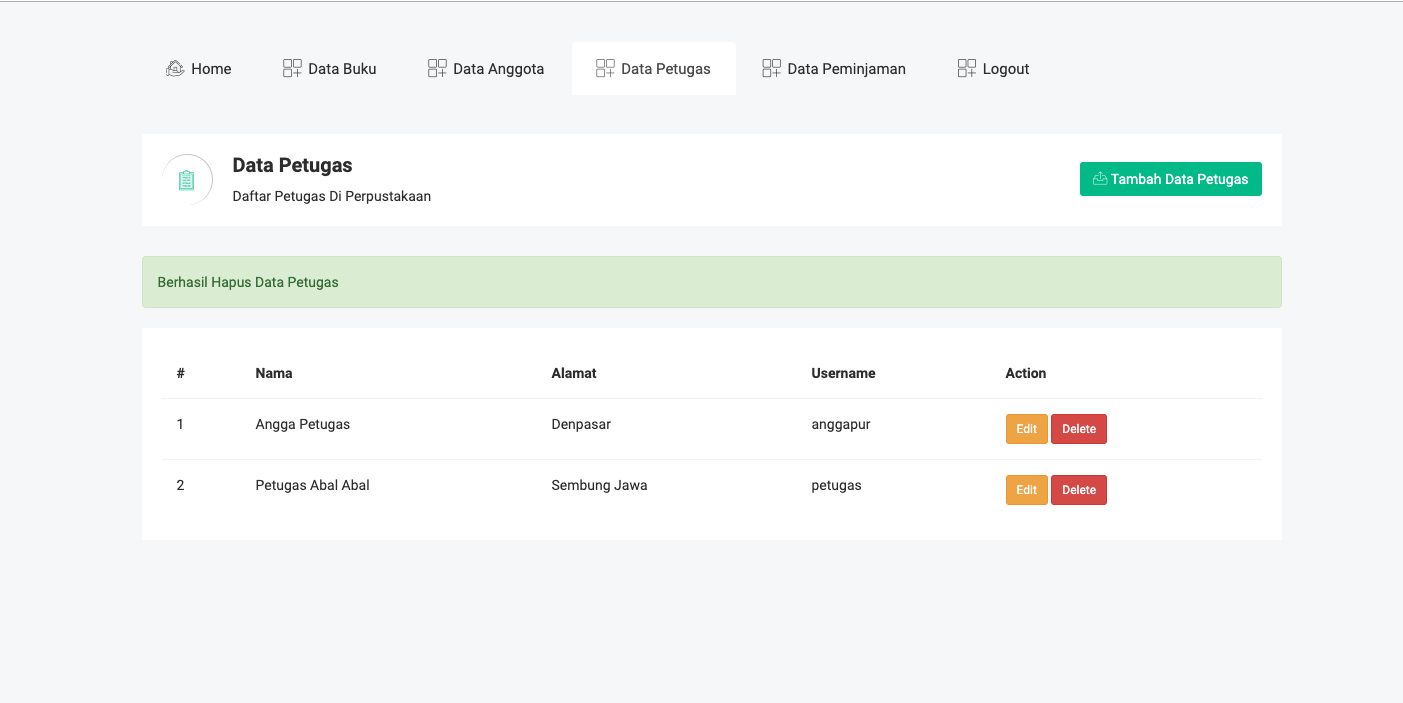 Home Data Buku Data Anggota Data Petugas Data Peminjaman Logout
Data Petugas
Daftar Petugas Di Perpustakaan
Tambah Data Petugas
Berhasil Hapus Data Petugas
# Nama Alamat Username Action
1 Angga Petugas Denpasar anggapur Edit Delete
2 Petugas Abal Abal Sembung Jawa petugas Edit Delete